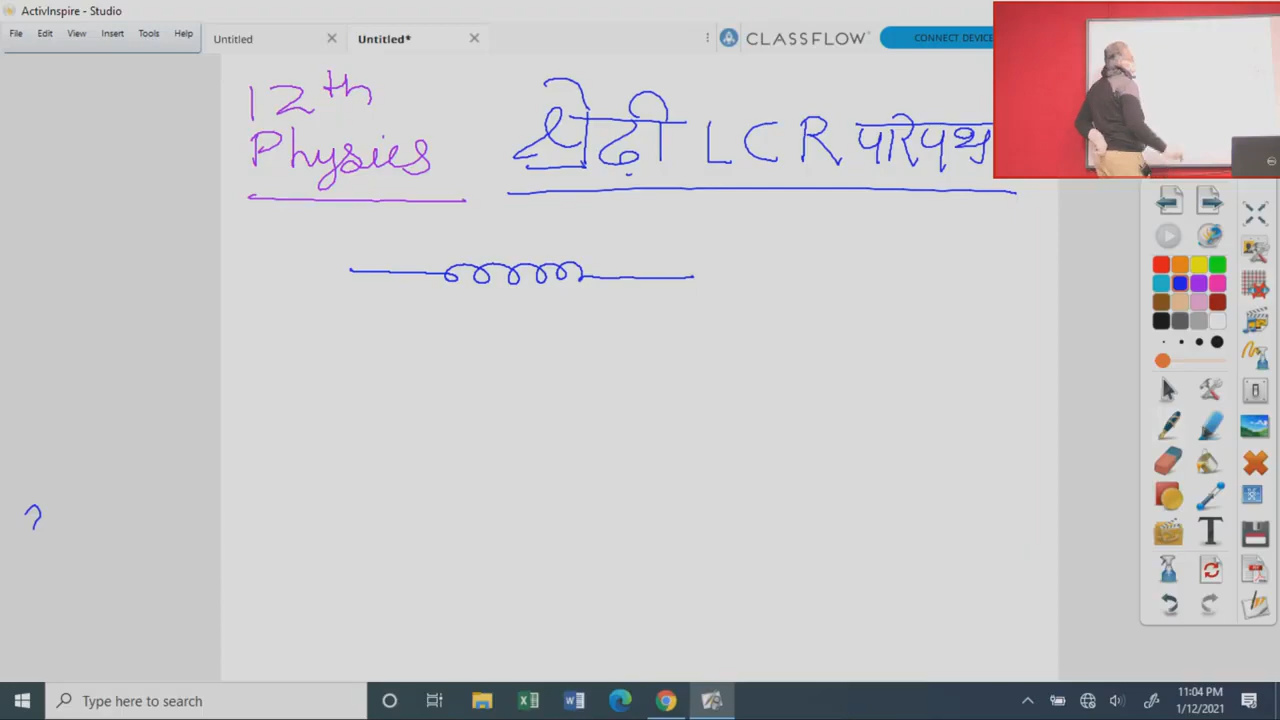 ActivInspire - Studio
File Edit View Insert Tools Help
Untitled
Untitled*
CLASSFLOW
CONNECT DEVICE
12th
Physics
श्रेढ़ी LCR परिपथ
?
Type here to search
11:04 PM
1/12/2021